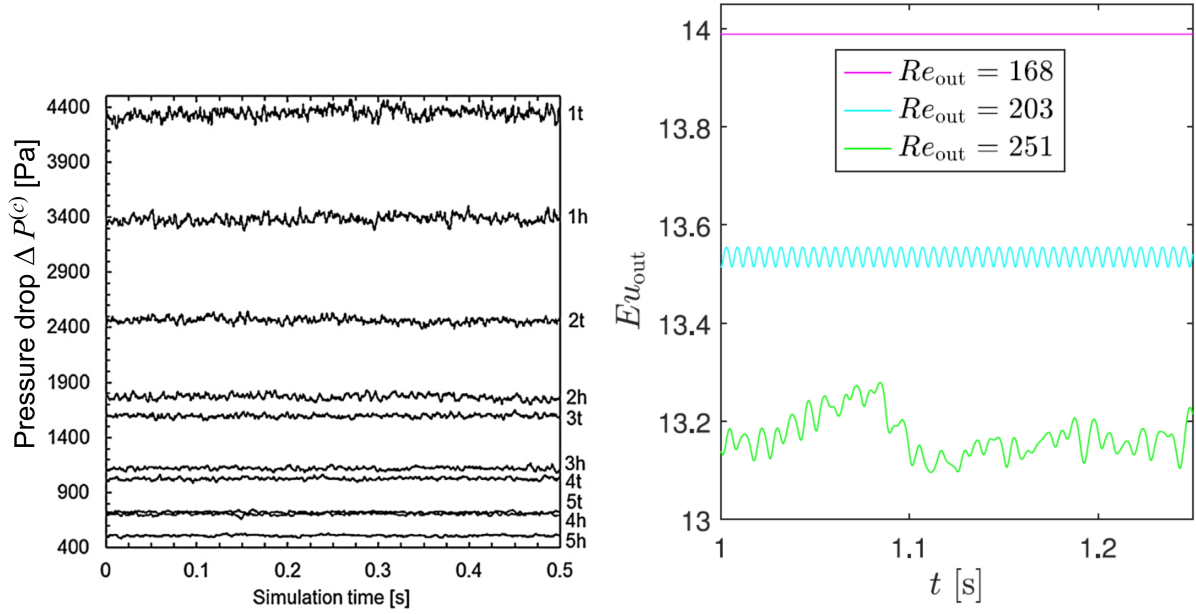 Pressure drop Δ P^(c) [Pa]
4400
3900
3400
2900
2400
1900
1400
900
400
1t
1h
2t
2h
3t
3h
4t
5t
4h
5h
0
0.1
0.2
0.3
0.4
0.5
Simulation time [s]
Eu_out
14
13.8
13.6
13.4
13.2
13
Re_out = 168
Re_out = 203
Re_out = 251
1
1.1
1.2
t [s]